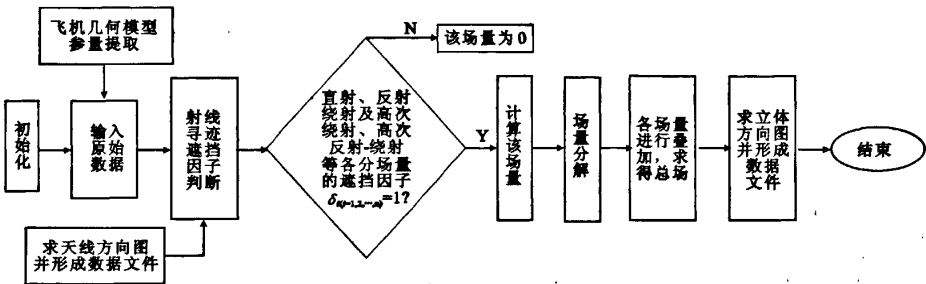 飞机几何模型
参量提取
初
始
化
输入
原始
数据
求天线方向图
并形成数据文件
射线
寻迹
遮挡
因子
判断
直射、反射
绕射及高次
绕射、高次
反射-绕射
等各分场量
的遮挡因子
δi(i=1,2,…,n)=1?
N
该场量为0
Y
计
算
该
场
量
场
量
分
解
各场量
进行叠
加，求
得总场
求立体
方向图
并形成
数据
文件
结束